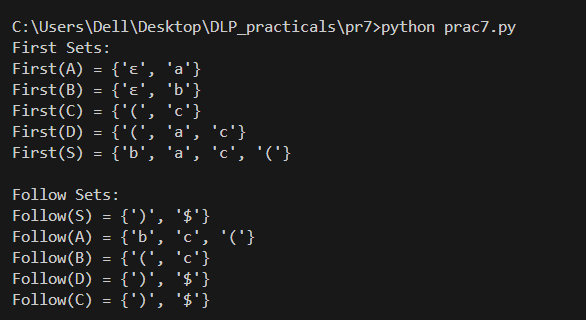 C:\Users\Dell\Desktop\DLP_practicals\pr7>python prac7.py
First Sets:
First(A) = {'ε', 'a'}
First(B) = {'ε', 'b'}
First(C) = {'(', 'c'}
First(D) = {'(', 'a', 'c'}
First(S) = {'b', 'a', 'c', '('}

Follow Sets:
Follow(S) = {')', '$'}
Follow(A) = {'b', 'c', '('}
Follow(B) = {'(', 'c'}
Follow(D) = {')', '$'}
Follow(C) = {')', '$'}